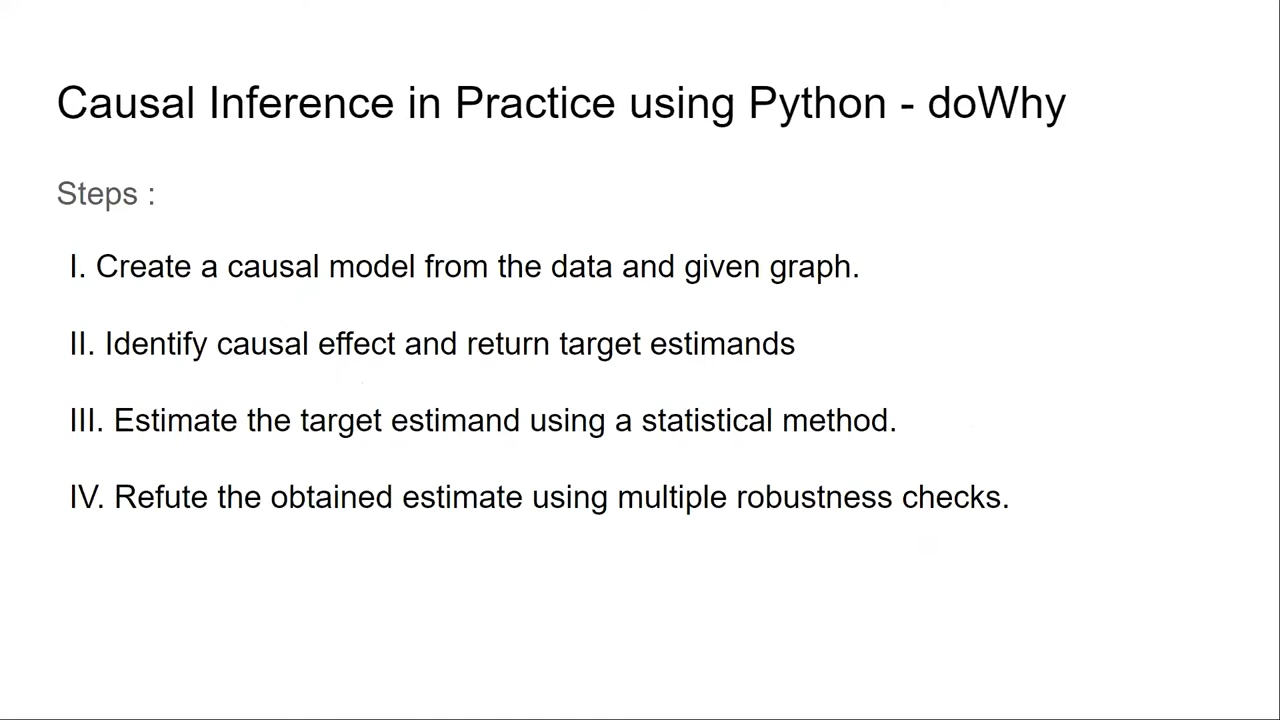 Causal Inference in Practice using Python - doWhy
Steps :
I. Create a causal model from the data and given graph.
II. Identify causal effect and return target estimands
III. Estimate the target estimand using a statistical method.
IV. Refute the obtained estimate using multiple robustness checks.